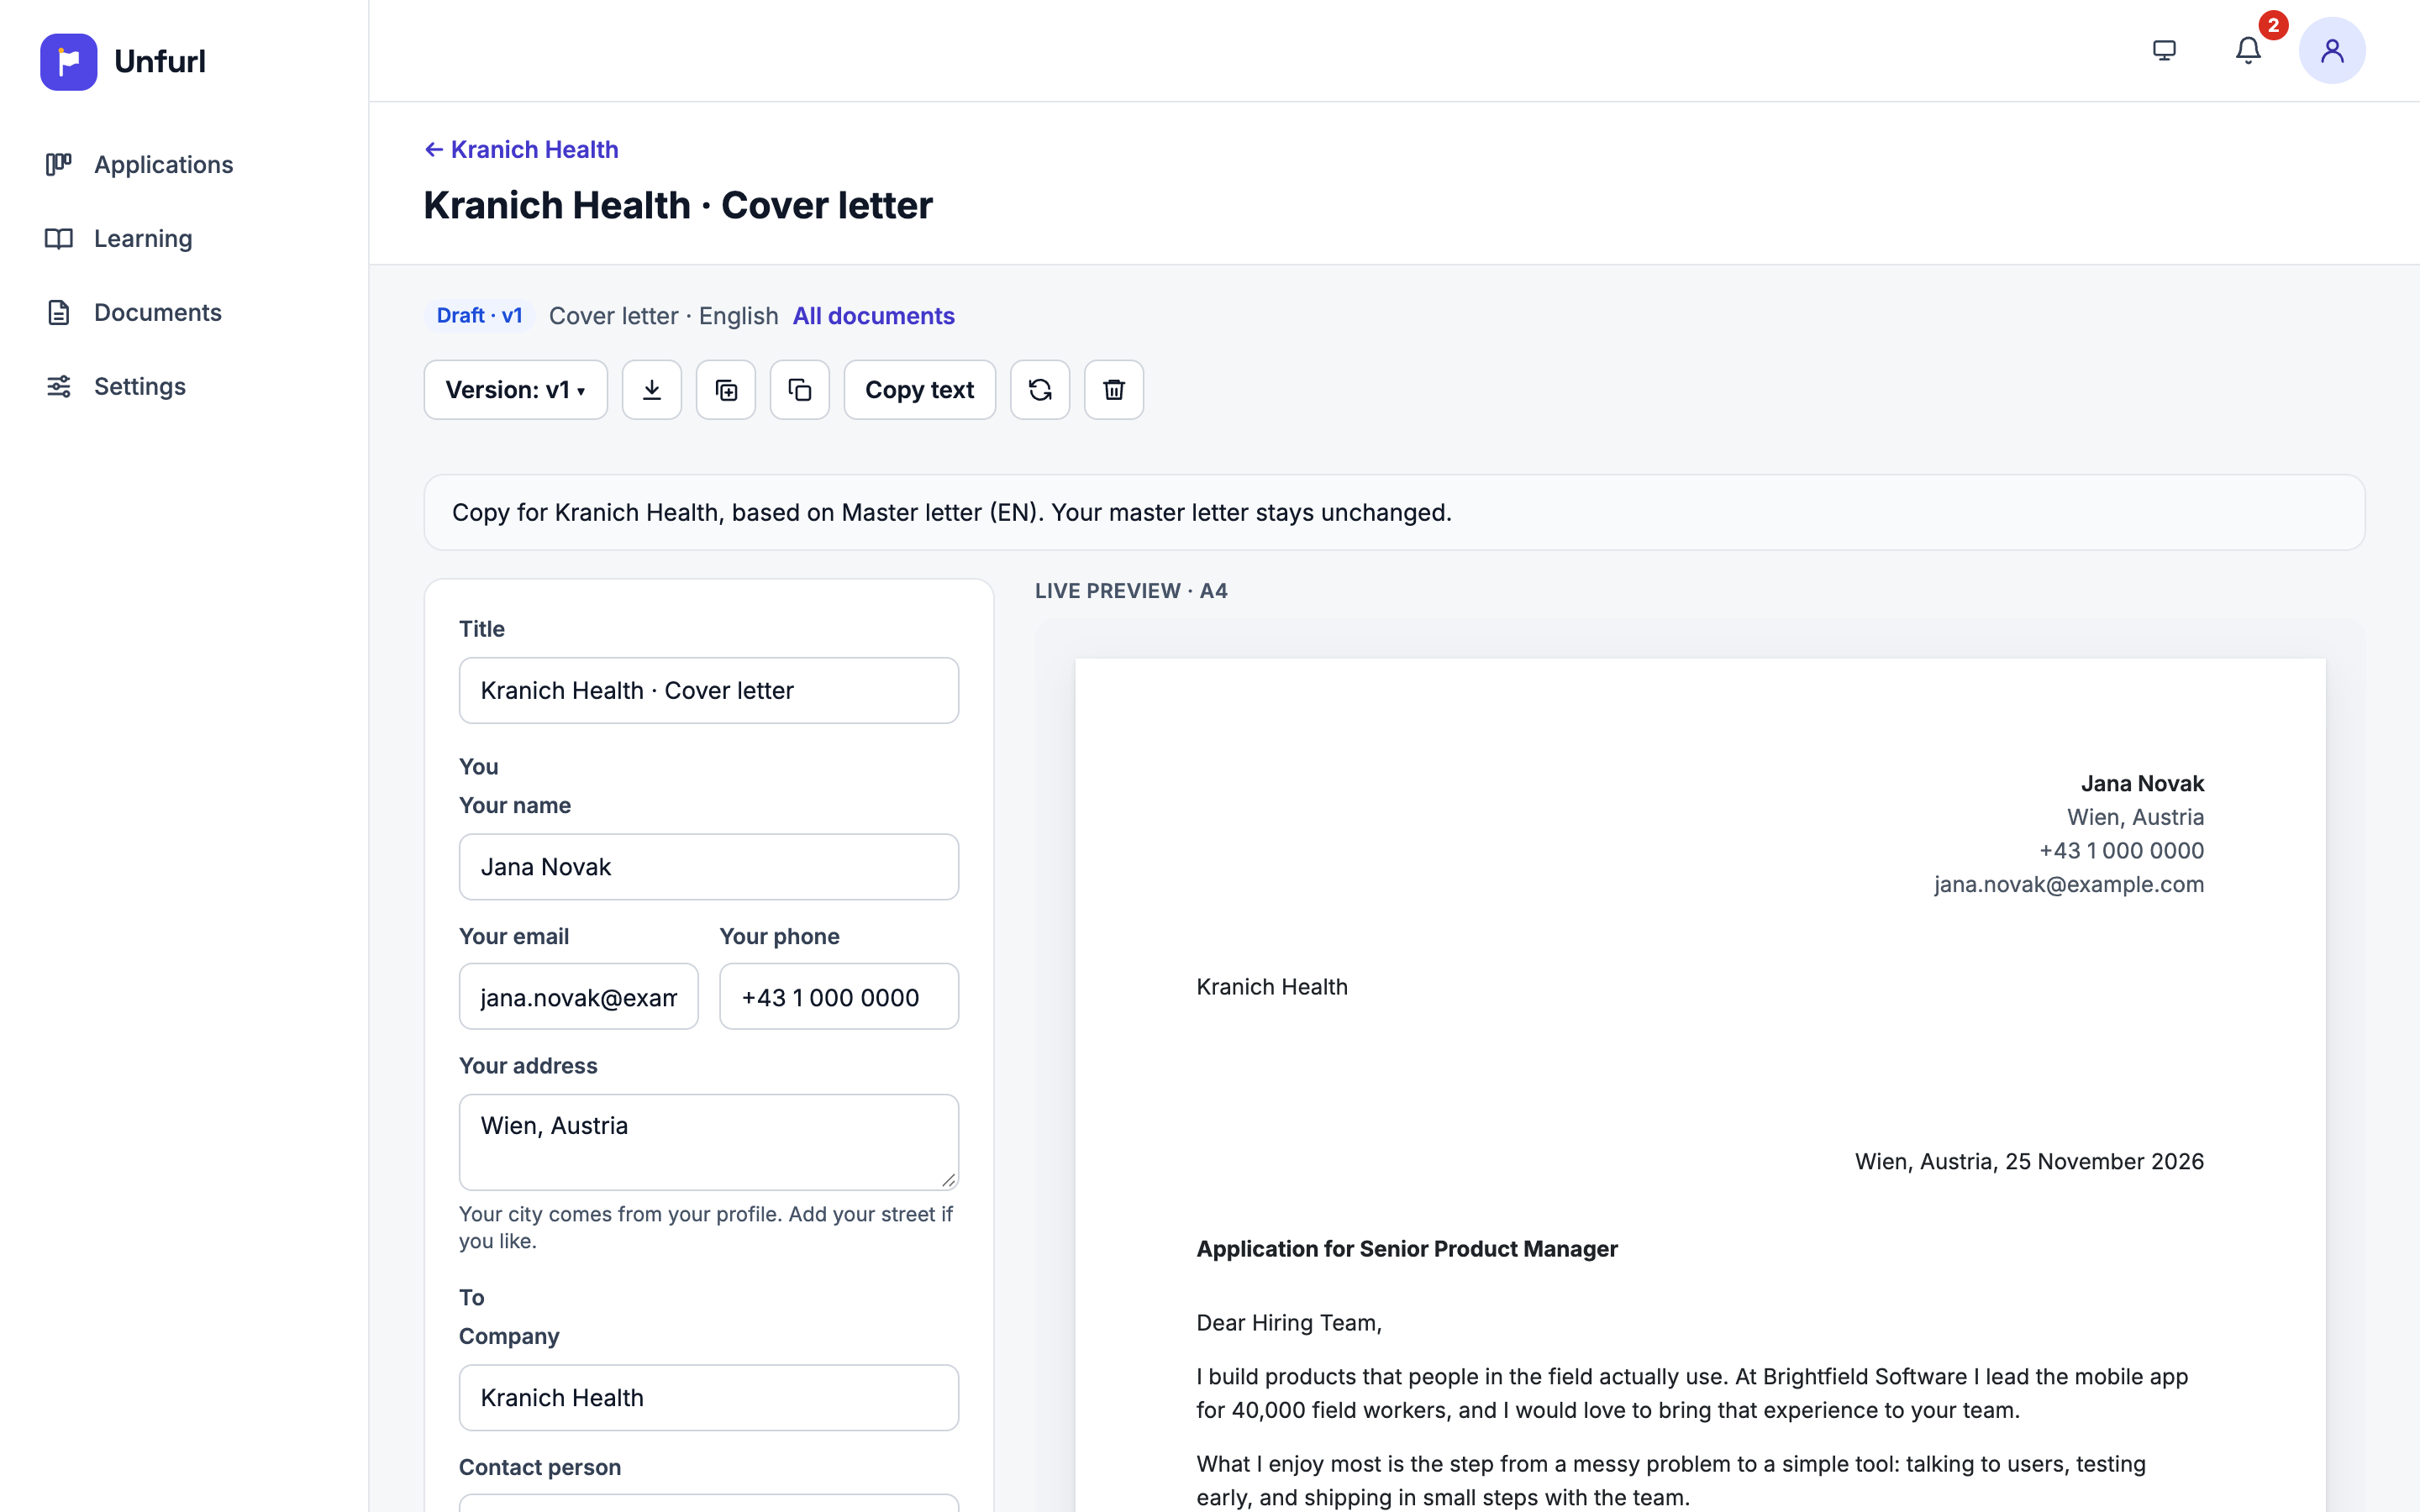 Unfurl
Applications
Learning
Documents
Settings
2
← Kranich Health
Kranich Health · Cover letter
Draft · v1 Cover letter · English All documents
Version: v1 ▾
Copy text
Copy for Kranich Health, based on Master letter (EN). Your master letter stays unchanged.
Title
Kranich Health · Cover letter
You
Your name
Jana Novak
Your email Your phone
jana.novak@exam +43 1 000 0000
Your address
Wien, Austria
Your city comes from your profile. Add your street if
you like.
To
Company
Kranich Health
Contact person
LIVE PREVIEW · A4
Jana Novak
Wien, Austria
+43 1 000 0000
jana.novak@example.com
Kranich Health
Wien, Austria, 25 November 2026
Application for Senior Product Manager
Dear Hiring Team,
I build products that people in the field actually use. At Brightfield Software I lead the mobile app
for 40,000 field workers, and I would love to bring that experience to your team.
What I enjoy most is the step from a messy problem to a simple tool: talking to users, testing
early, and shipping in small steps with the team.